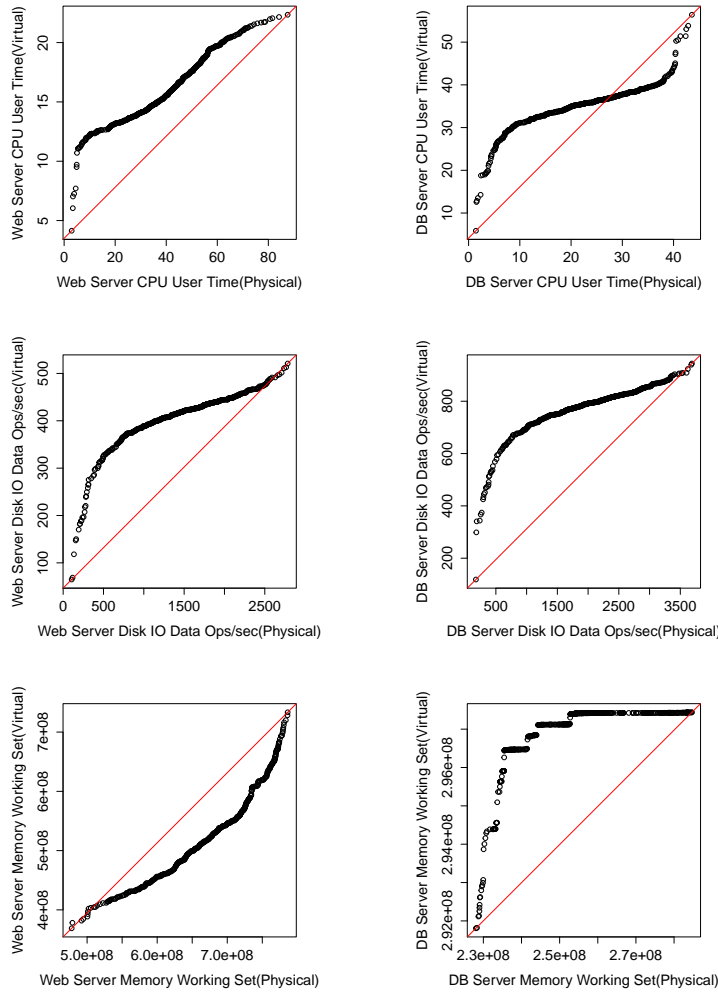 Web Server CPU User Time(Virtual)
5 10 15 20
0 20 40 60 80
Web Server CPU User Time(Physical)
DB Server CPU User Time(Virtual)
10 20 30 40 50
0 10 20 30 40
DB Server CPU User Time(Physical)
Web Server Disk IO Data Ops/sec(Virtual)
100 200 300 400 500
0 500 1500 2500
Web Server Disk IO Data Ops/sec(Physical)
DB Server Disk IO Data Ops/sec(Virtual)
200 400 600 800
500 1500 2500 3500
DB Server Disk IO Data Ops/sec(Physical)
Web Server Memory Working Set(Virtual)
4e+08 5e+08 6e+08 7e+08
5.0e+08 6.0e+08 7.0e+08
Web Server Memory Working Set(Physical)
DB Server Memory Working Set(Virtual)
2.92e+08 2.94e+08 2.96e+08
2.3e+08 2.5e+08 2.7e+08
DB Server Memory Working Set(Physical)